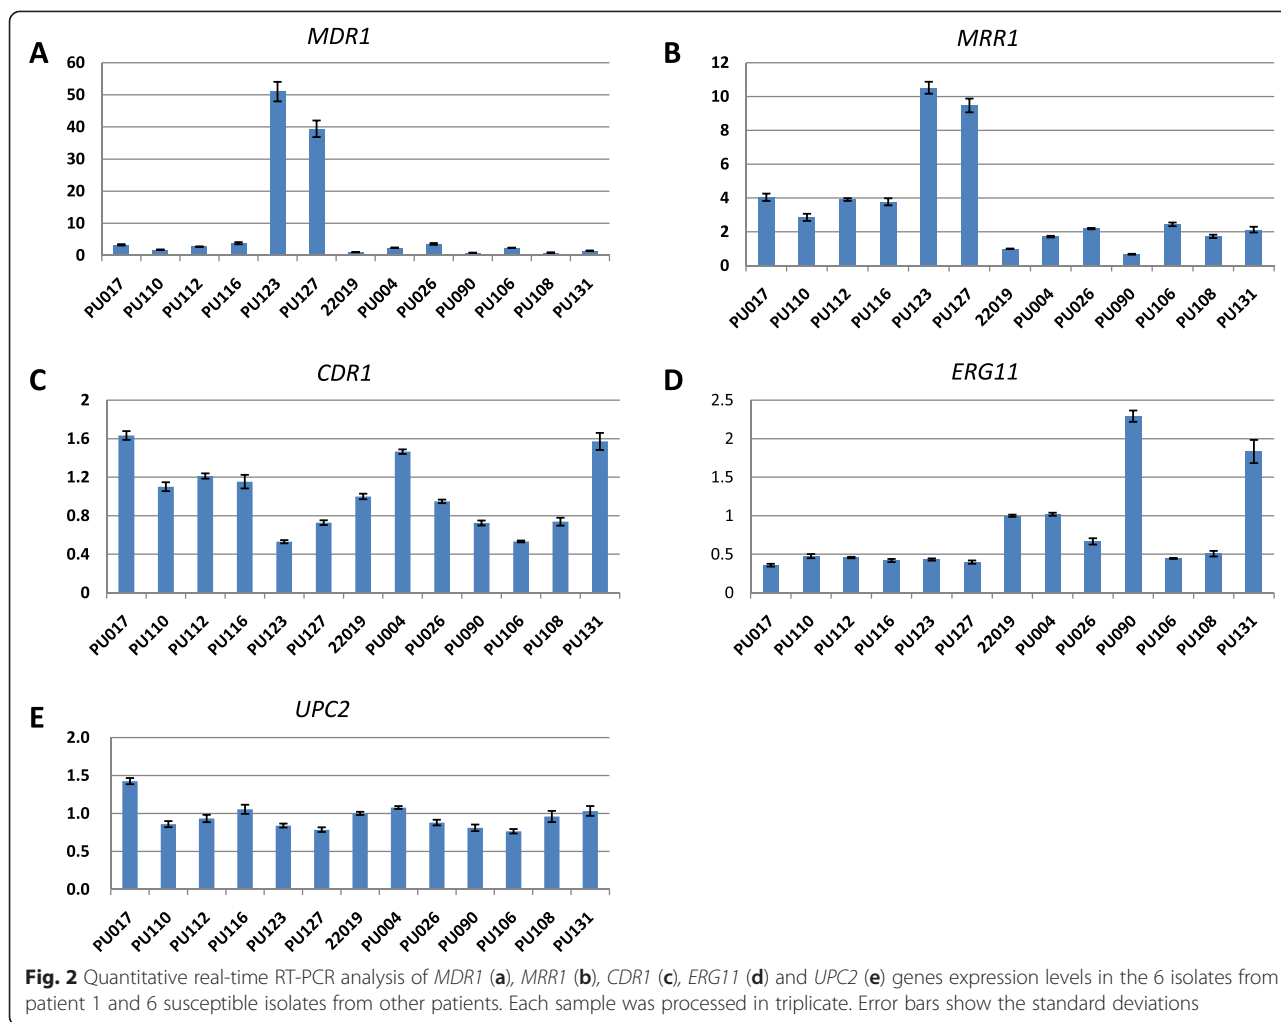 A
MDR1
60
50
40
30
20
10
0
PU017 PU110 PU112 PU116 PU123 PU127 22019 PU004 PU026 PU090 PU106 PU108 PU131
B
MRR1
12
10
8
6
4
2
0
PU017 PU110 PU112 PU116 PU123 PU127 22019 PU004 PU026 PU090 PU106 PU108 PU131
C
CDR1
2
1.6
1.2
0.8
0.4
0
PU017 PU110 PU112 PU116 PU123 PU127 22019 PU004 PU026 PU090 PU106 PU108 PU131
D
ERG11
2.5
2
1.5
1
0.5
0
PU017 PU110 PU112 PU116 PU123 PU127 22019 PU004 PU026 PU090 PU106 PU108 PU131
E
UPC2
2.0
1.5
1.0
0.5
0.0
PU017 PU110 PU112 PU116 PU123 PU127 22019 PU004 PU026 PU090 PU106 PU108 PU131
Fig. 2 Quantitative real-time RT-PCR analysis of MDR1 (a), MRR1 (b), CDR1 (c), ERG11 (d) and UPC2 (e) genes expression levels in the 6 isolates from
patient 1 and 6 susceptible isolates from other patients. Each sample was processed in triplicate. Error bars show the standard deviations